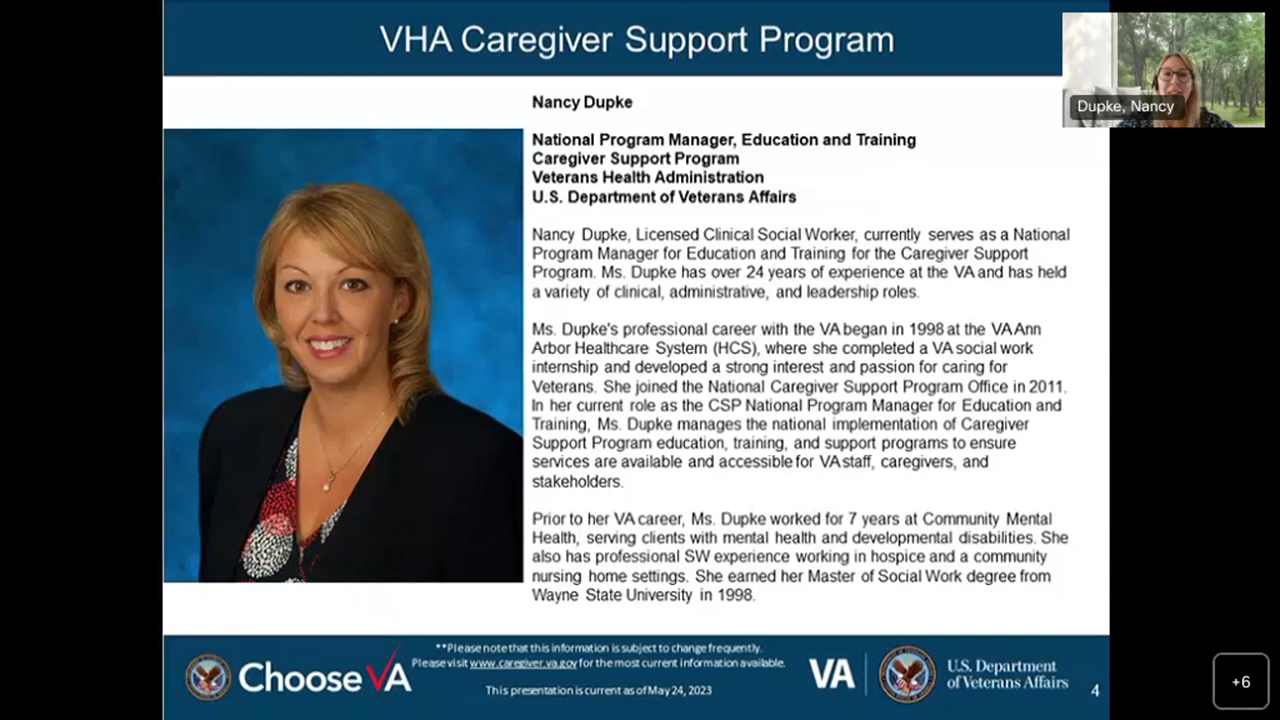 VHA Caregiver Support Program
Dupke, Nancy
Nancy Dupke
National Program Manager, Education and Training
Caregiver Support Program
Veterans Health Administration
U.S. Department of Veterans Affairs
Nancy Dupke, Licensed Clinical Social Worker, currently serves as a National
Program Manager for Education and Training for the Caregiver Support
Program. Ms. Dupke has over 24 years of experience at the VA and has held
a variety of clinical, administrative, and leadership roles.
Ms. Dupke's professional career with the VA began in 1998 at the VA Ann
Arbor Healthcare System (HCS), where she completed a VA social work
internship and developed a strong interest and passion for caring for
Veterans. She joined the National Caregiver Support Program Office in 2011.
In her current role as the CSP National Program Manager for Education and
Training, Ms. Dupke manages the national implementation of Caregiver
Support Program education, training, and support programs to ensure
services are available and accessible for VA staff, caregivers, and
stakeholders.
Prior to her VA career, Ms. Dupke worked for 7 years at Community Mental
Health, serving clients with mental health and developmental disabilities. She
also has professional SW experience working in hospice and a community
nursing home settings. She earned her Master of Social Work degree from
Wayne State University in 1998.
**Please note that this information is subject to change frequently.
Please visit www.caregiver.va.gov for the most current information available.
This presentation is current as of May 24, 2023
Choose VA
VA
U.S. Department
of Veterans Affairs
4
+6